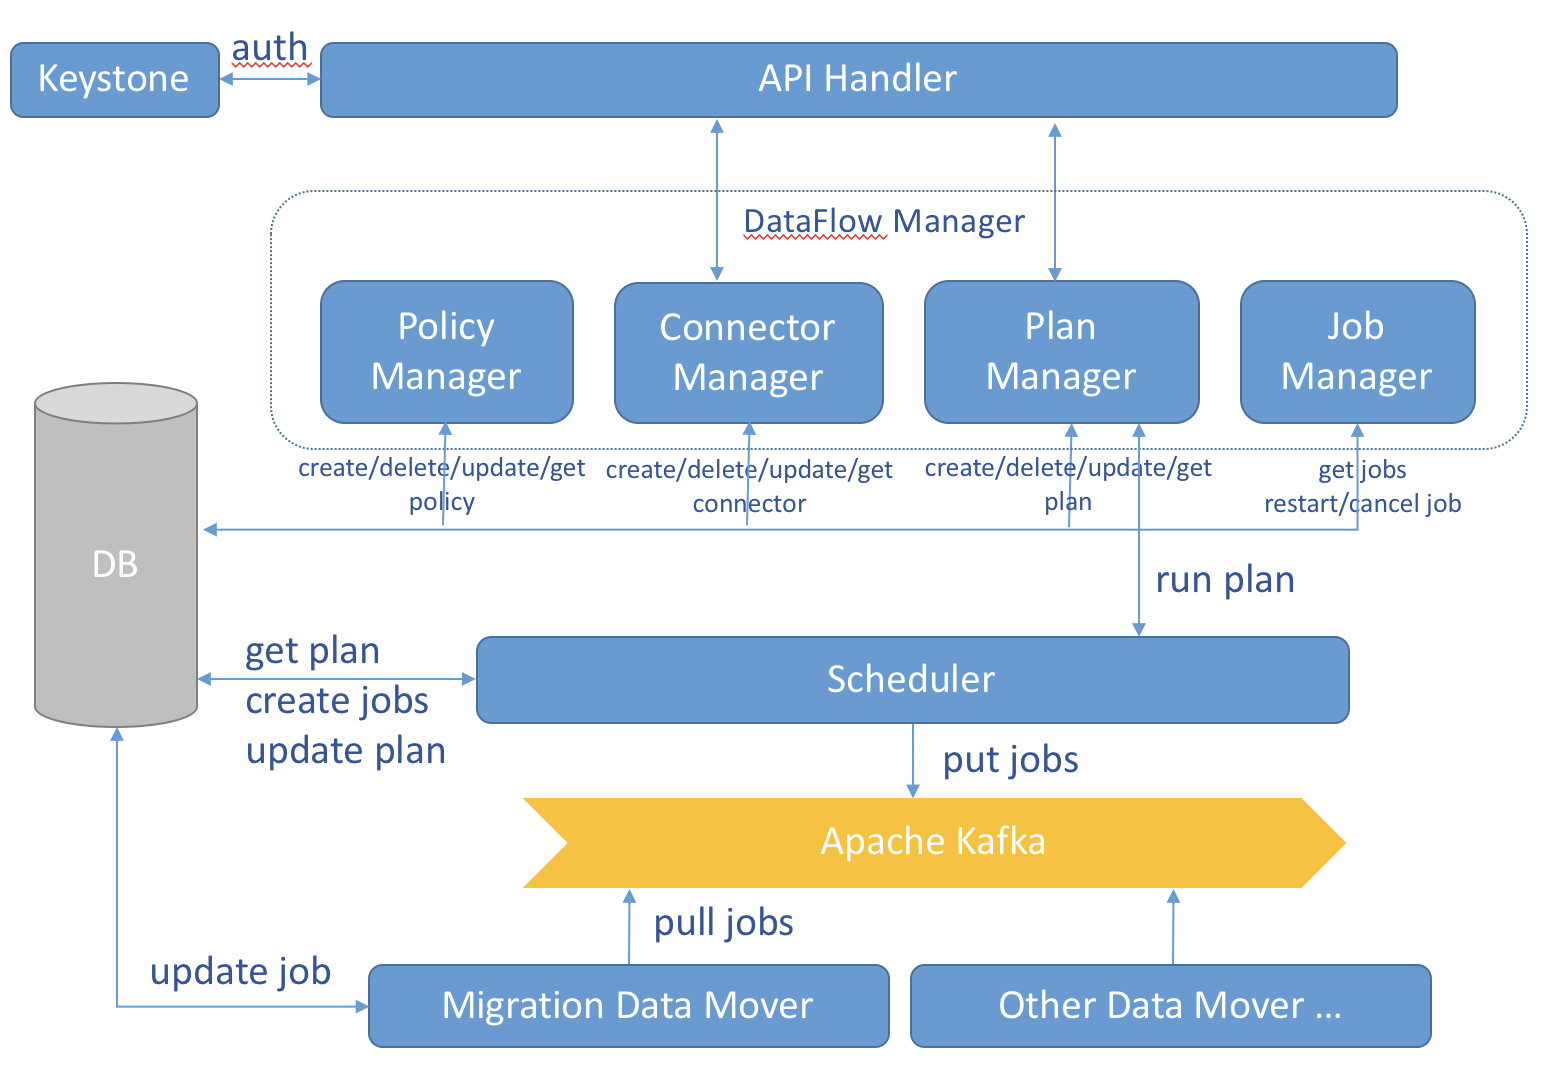 auth
Keystone
API Handler
DataFlow Manager
Policy
Manager
Connector
Manager
Plan
Manager
Job
Manager
create/delete/update/get
policy
create/delete/update/get
connector
create/delete/update/get
plan
get jobs
restart/cancel job
DB
run plan
get plan
create jobs
update plan
Scheduler
put jobs
Apache Kafka
pull jobs
update job
Migration Data Mover
Other Data Mover ...